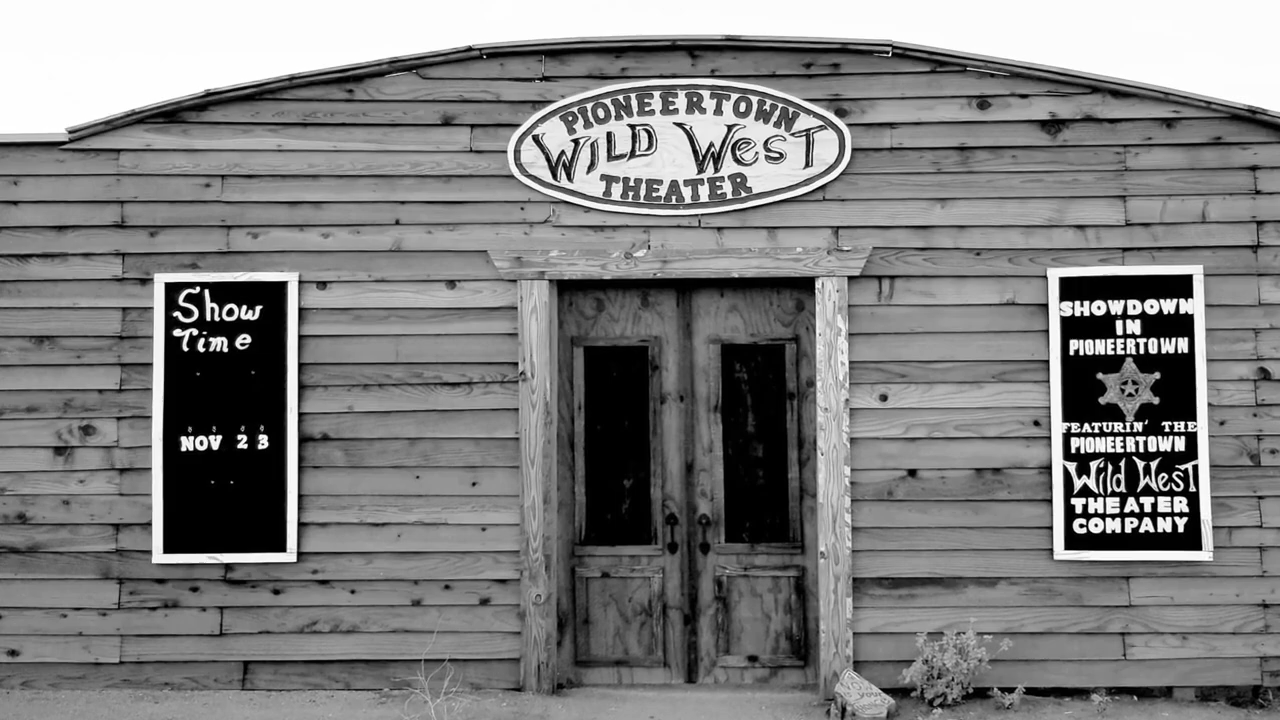 PIONEERTOWN
WILD WesT
THEATER
Show
Time
NOV 23
SHOWDOWN
IN
PIONEERTOWN
FEATURIN' THE
PIONEERTOWN
Wild WesT
THEATER
COMPANY